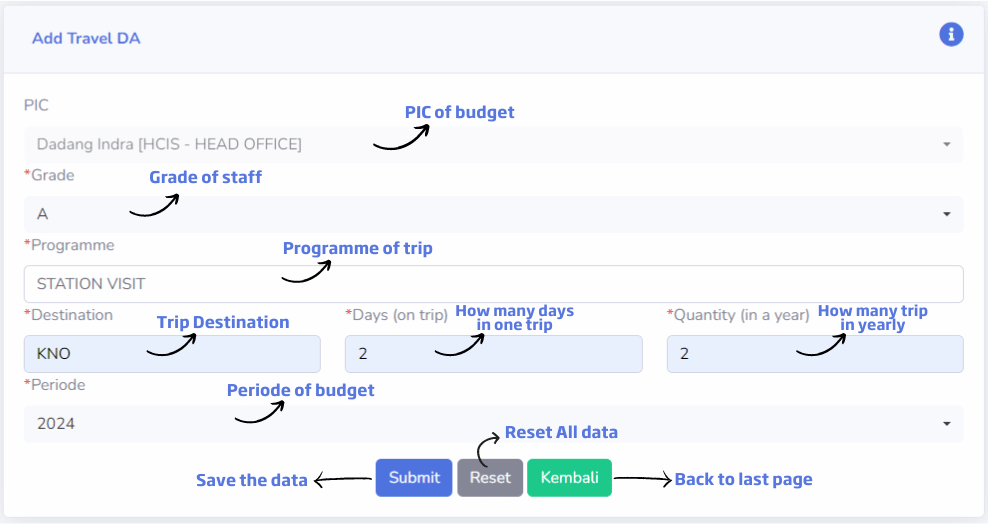 Add Travel DA
i
PIC
PIC of budget
Dadang Indra [HCIS - HEAD OFFICE]
*Grade
Grade of staff
A
*Programme
Programme of trip
STATION VISIT
*Destination
Trip Destination
KNO
*Days (on trip)
How many days
in one trip
2
*Quantity (in a year)
How many trip
in yearly
2
*Periode
Periode of budget
2024
Reset All data
Save the data
Submit
Reset
Kembali
Back to last page